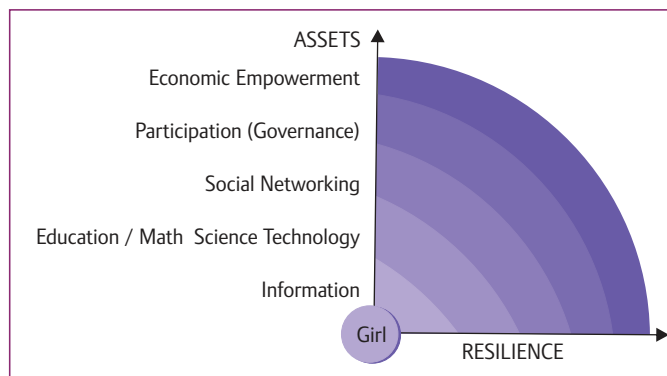 ASSETS
Economic Empowerment
Participation (Governance)
Social Networking
Education / Math  Science Technology
Information
Girl
RESILIENCE